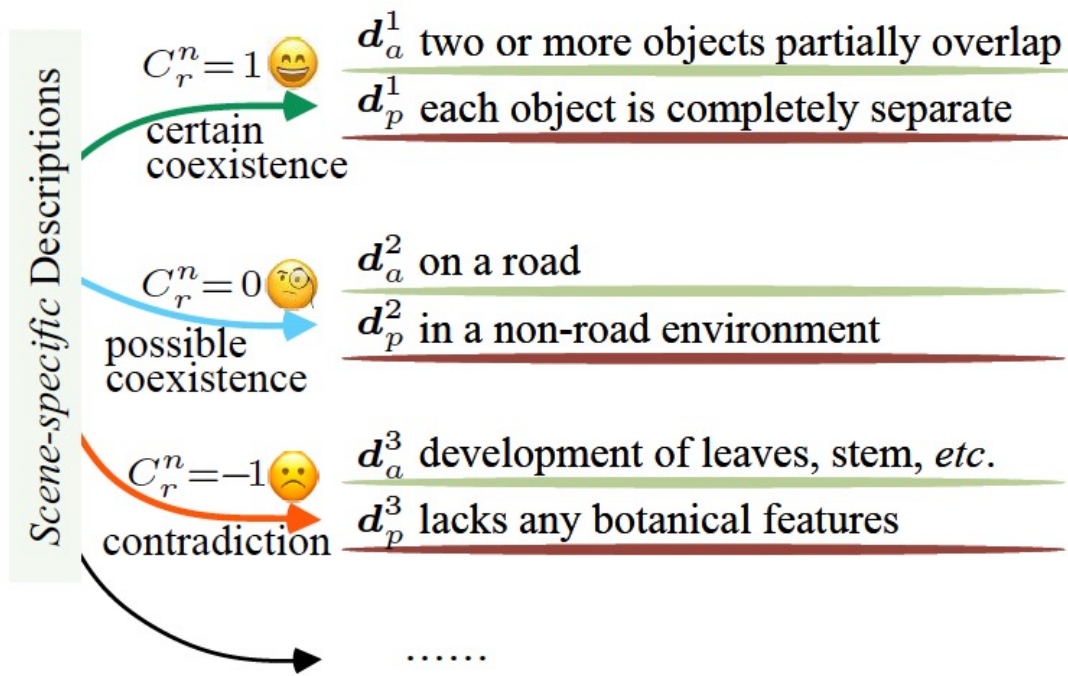 Scene-specific Descriptions
C_r^n = 1
certain
coexistence
d_a^1 two or more objects partially overlap
d_p^1 each object is completely separate
C_r^n = 0
possible
coexistence
d_a^2 on a road
d_p^2 in a non-road environment
C_r^n = −1
contradiction
d_a^3 development of leaves, stem, etc.
d_p^3 lacks any botanical features
......